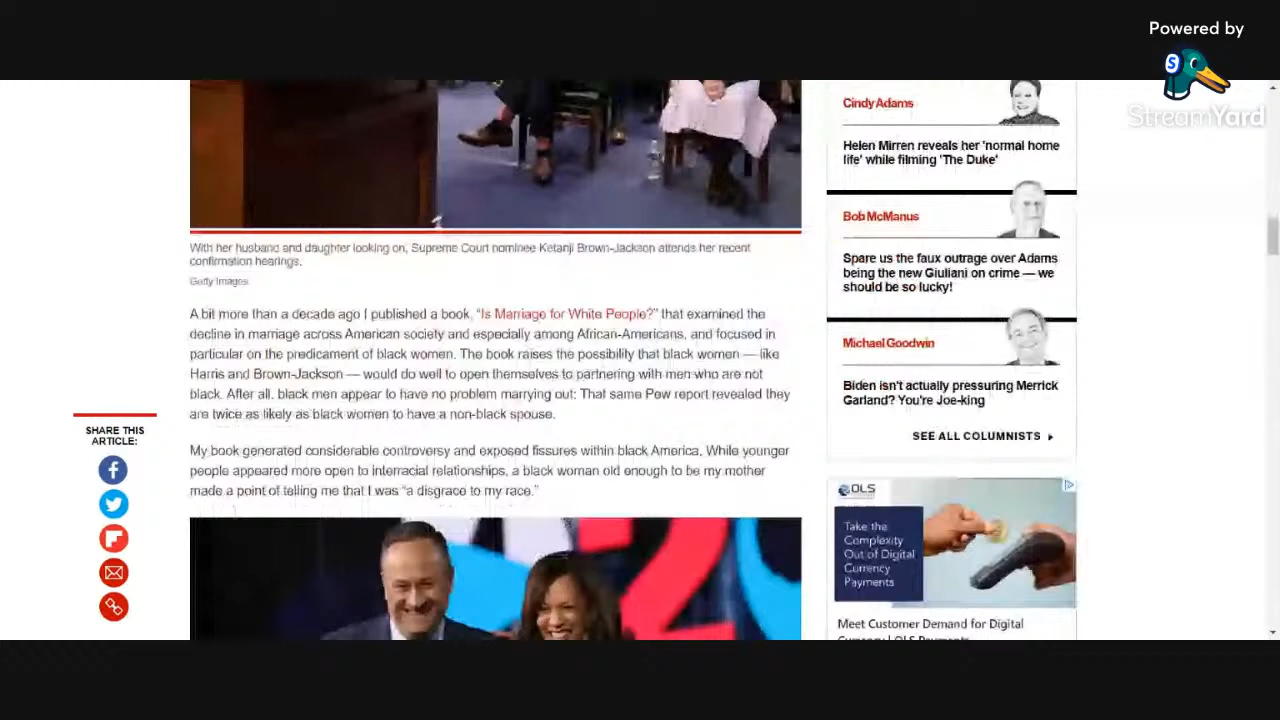 Powered by
S
StreamYard
With her husband and daughter looking on, Supreme Court nominee Ketanji Brown-Jackson attends her recent
confirmation hearings.
Getty Images
A bit more than a decade ago I published a book, "Is Marriage for White People?" that examined the
decline in marriage across American society and especially among African-Americans, and focused in
particular on the predicament of black women. The book raises the possibility that black women — like
Harris and Brown-Jackson — would do well to open themselves to partnering with men who are not
black. After all, black men appear to have no problem marrying out: That same Pew report revealed they
are twice as likely as black women to have a non-black spouse.
My book generated considerable controversy and exposed fissures within black America. While younger
people appeared more open to interracial relationships, a black woman old enough to be my mother
made a point of telling me that I was "a disgrace to my race."
SHARE THIS
ARTICLE:
Cindy Adams
Helen Mirren reveals her 'normal home
life' while filming 'The Duke'
Bob McManus
Spare us the faux outrage over Adams
being the new Giuliani on crime — we
should be so lucky!
Michael Goodwin
Biden isn't actually pressuring Merrick
Garland? You're Joe-king
SEE ALL COLUMNISTS
OLS
Take the
Complexity
Out of Digital
Currency
Payments
Meet Customer Demand for Digital
Currency | OLS Payments